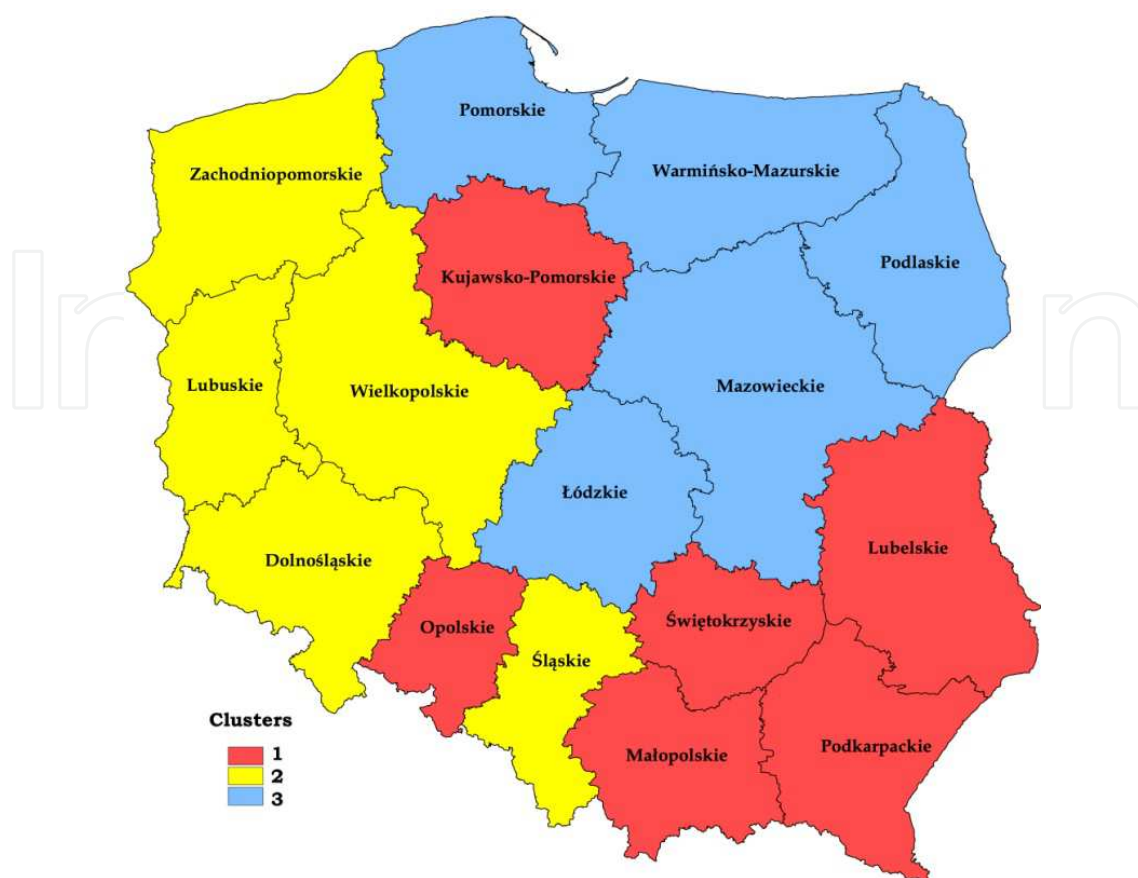 Pomorskie
Zachodniopomorskie
Warmińsko-Mazurskie
Podlaskie
Kujawsko-Pomorskie
Lubuskie
Wielkopolskie
Mazowieckie
Łódzkie
Dolnośląskie
Lubelskie
Opolskie
Świętokrzyskie
Śląskie
Małopolskie
Podkarpackie
Clusters
1
2
3